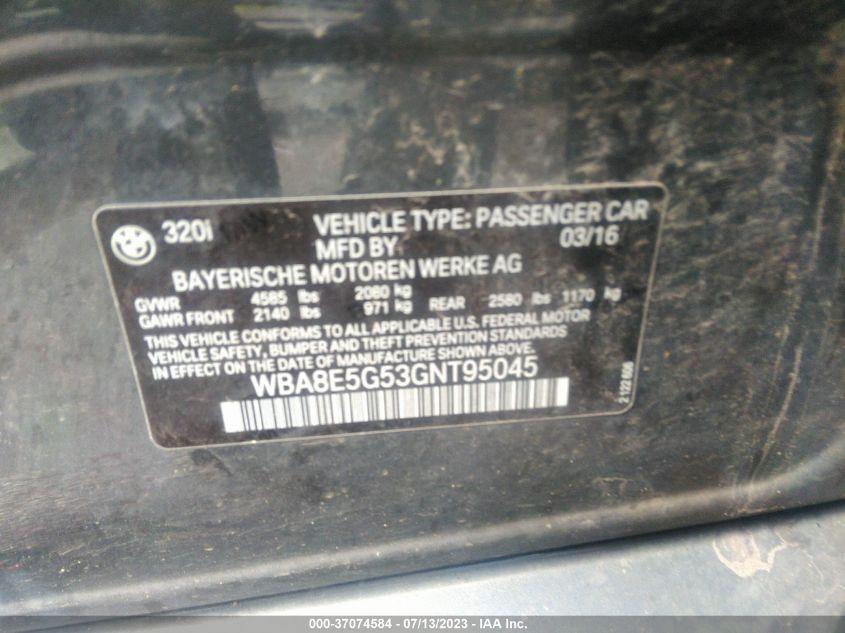 320i VEHICLE TYPE: PASSENGER CAR
MFD BY 03/16
BAYERISCHE MOTOREN WERKE AG
GVWR 4585 lbs 2080 kg
GAWR FRONT 2140 lbs 971 kg REAR 2580 lbs 1170 kg
THIS VEHICLE CONFORMS TO ALL APPLICABLE U.S. FEDERAL MOTOR
VEHICLE SAFETY, BUMPER AND THEFT PREVENTION STANDARDS
IN EFFECT ON THE DATE OF MANUFACTURE SHOWN ABOVE.
WBA8E5G53GNT95045
000-37074584 / 07/13/2023 - IAA Inc.